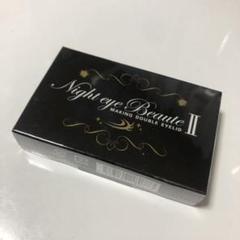 Night eye Beaute II
MAKING DOUBLE EYELID